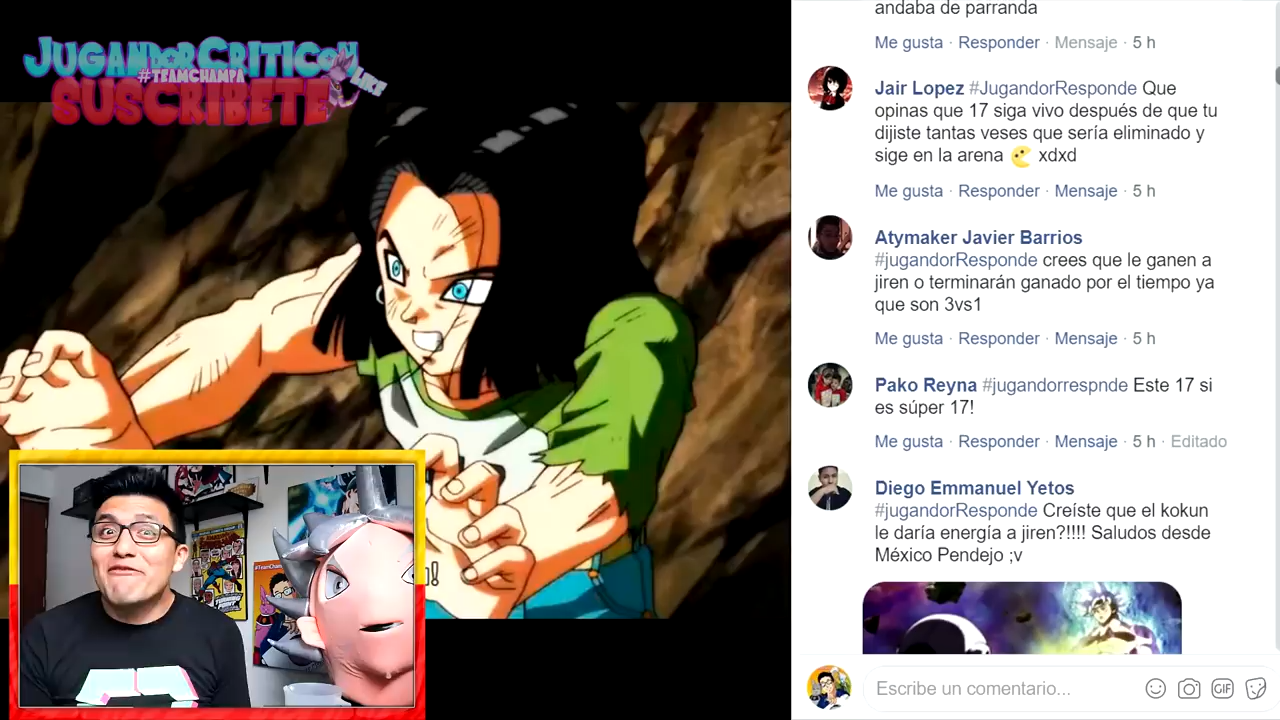 JUGANDORCRITICON
#TEAMCHAMPA
LIKE
SUSCRIBETE
andaba de parranda
Me gusta · Responder · Mensaje · 5 h
Jair Lopez #JugandorResponde Que
opinas que 17 siga vivo después de que tu
dijiste tantas veses que sería eliminado y
sige en la arena xdxd
Me gusta · Responder · Mensaje · 5 h
Atymaker Javier Barrios
#jugandorResponde crees que le ganen a
jiren o terminarán ganado por el tiempo ya
que son 3vs1
Me gusta · Responder · Mensaje · 5 h
Pako Reyna #jugandorrespnde Este 17 si
es súper 17!
Me gusta · Responder · Mensaje · 5 h · Editado
Diego Emmanuel Yetos
#jugandorResponde Creíste que el kokun
le daría energía a jiren?!!!! Saludos desde
México Pendejo ;v
#TeamCham
Escribe un comentario...
GIF